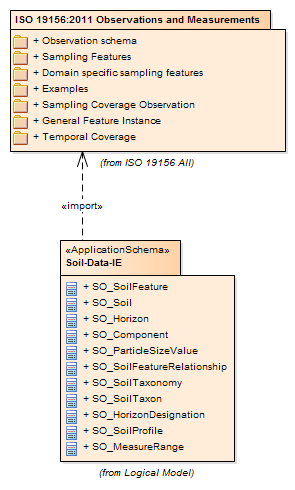 ISO 19156:2011 Observations and Measurements
+ Observation schema
+ Sampling Features
+ Domain specific sampling features
+ Examples
+ Sampling Coverage Observation
+ General Feature Instance
+ Temporal Coverage
(from ISO 19156 All)
«import»
«ApplicationSchema»
Soil-Data-IE
+ SO_SoilFeature
+ SO_Soil
+ SO_Horizon
+ SO_Component
+ SO_ParticleSizeValue
+ SO_SoilFeatureRelationship
+ SO_SoilTaxonomy
+ SO_SoilTaxon
+ SO_HorizonDesignation
+ SO_SoilProfile
+ SO_MeasureRange
(from Logical Model)